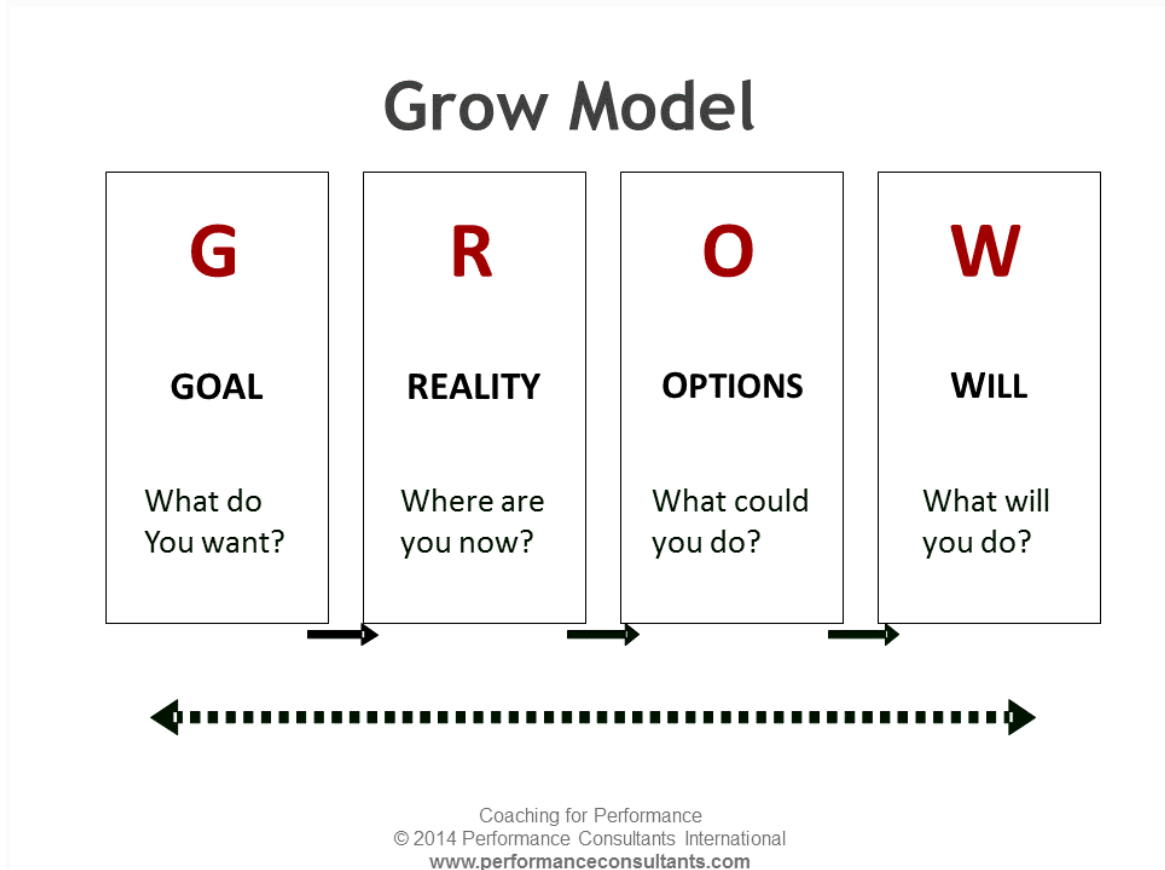 Grow Model
G
GOAL
What do
You want?
R
REALITY
Where are
you now?
O
OPTIONS
What could
you do?
W
WILL
What will
you do?
Coaching for Performance
© 2014 Performance Consultants International
www.performanceconsultants.com